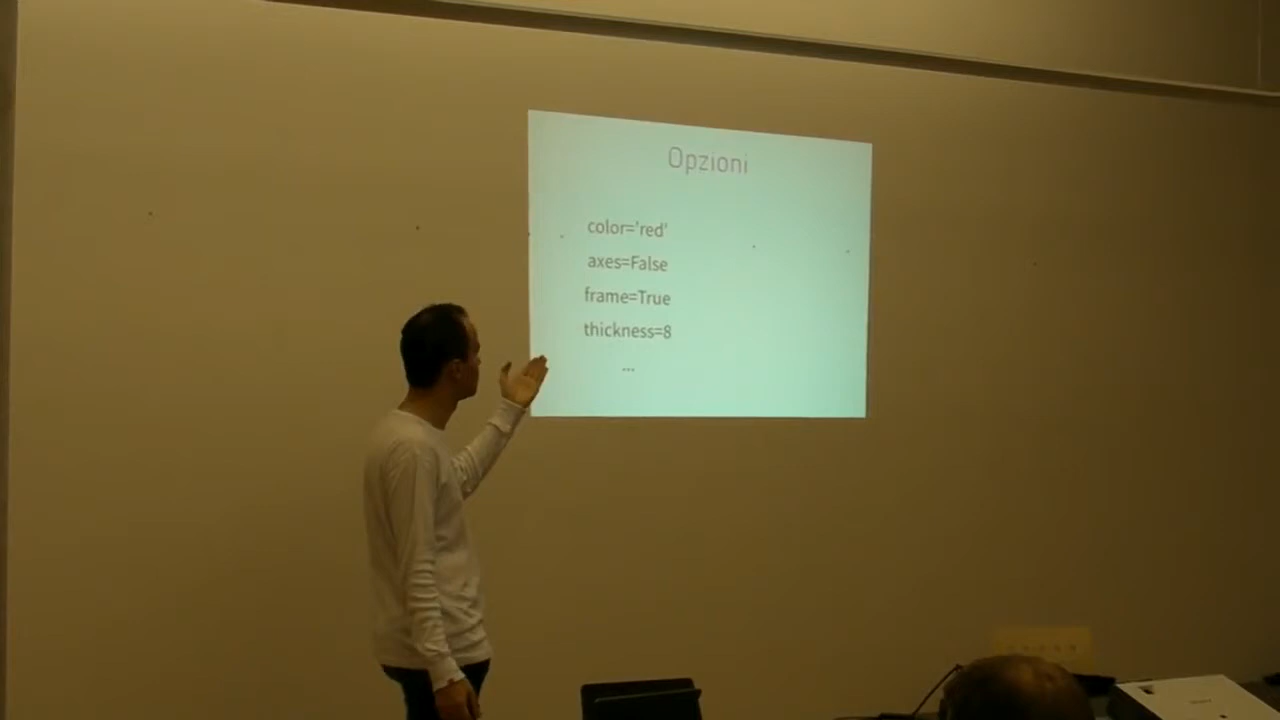 Opzioni
color='red'
axes=False
frame=True
thickness=8
...